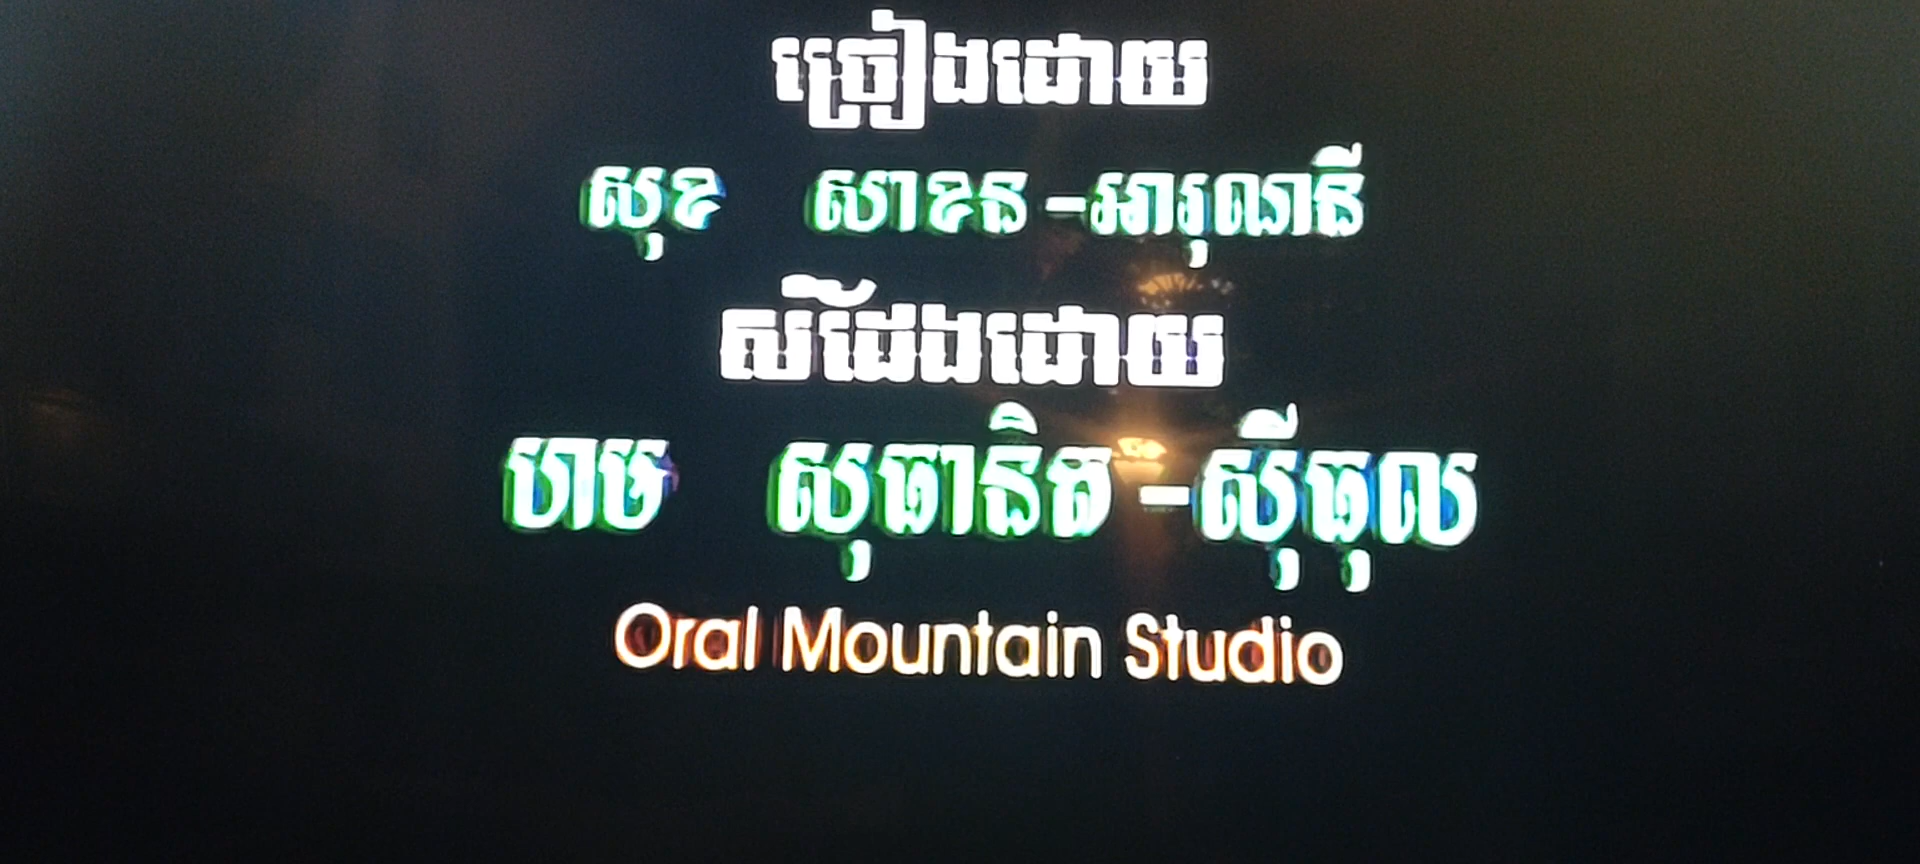 ច្រៀងដោយ
សុខ សាខន -អារុណានី
សំដែងដោយ
ហម សុធានិត -ស៊ីធុល
Oral Mountain Studio